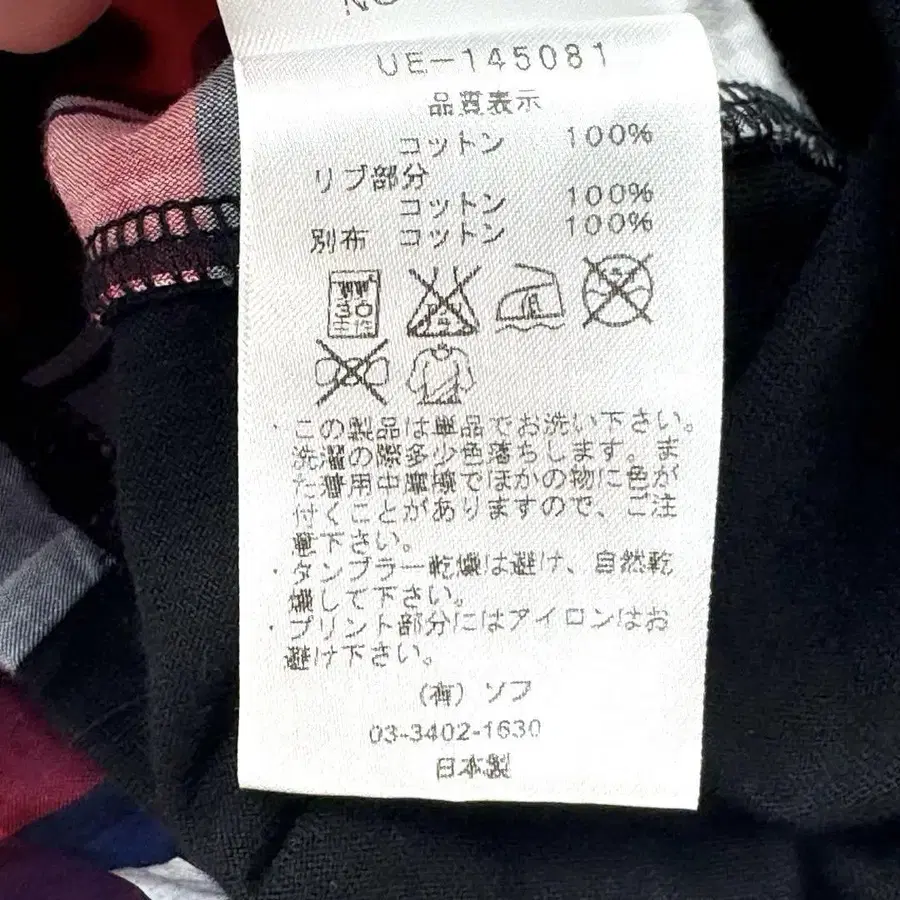 NO
UE-145081
品質表示
コットン 100%
リブ部分
コットン 100%
別布 コットン 100%
30
・この製品は単品でお洗い下さい。
洗濯の際多少色落ちします。ま
た着用中摩擦でほかの物に色が
付くことがありますので、ご注
意下さい。
・タンブラー乾燥は避け、自然乾
燥して下さい。
・プリント部分にはアイロンはお
避け下さい。
(有)ソフ
03-3402-1630
日本製